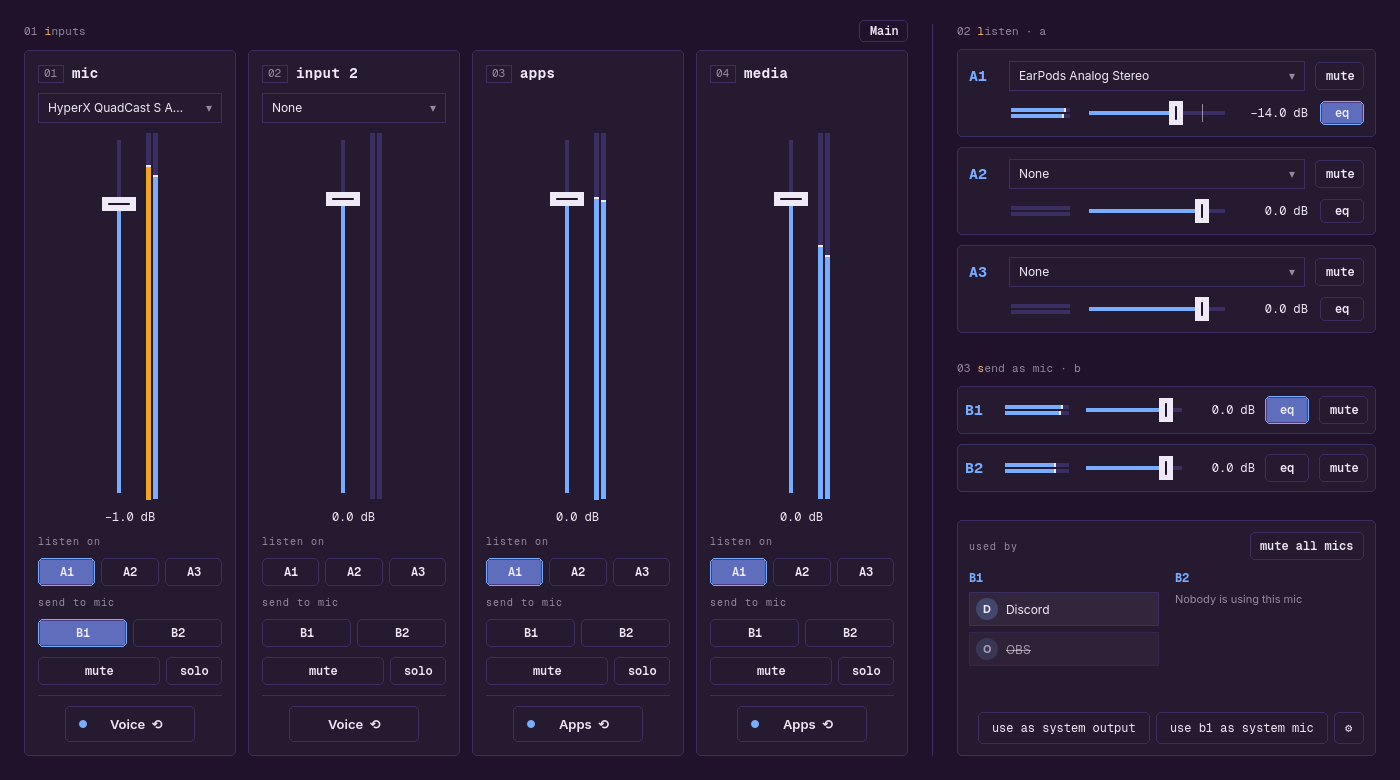 01 inputs
Main
01 mic
HyperX QuadCast S A...
-1.0 dB
listen on
A1 A2 A3
send to mic
B1 B2
mute solo
Voice ⟲
02 input 2
None
0.0 dB
listen on
A1 A2 A3
send to mic
B1 B2
mute solo
Voice ⟲
03 apps
0.0 dB
listen on
A1 A2 A3
send to mic
B1 B2
mute solo
Apps ⟲
04 media
0.0 dB
listen on
A1 A2 A3
send to mic
B1 B2
mute solo
Apps ⟲
02 listen · a
A1 EarPods Analog Stereo mute
-14.0 dB eq
A2 None mute
0.0 dB eq
A3 None mute
0.0 dB eq
03 send as mic · b
B1 0.0 dB eq mute
B2 0.0 dB eq mute
used by mute all mics
B1
D Discord
O OBS
B2
Nobody is using this mic
use as system output use b1 as system mic ⚙